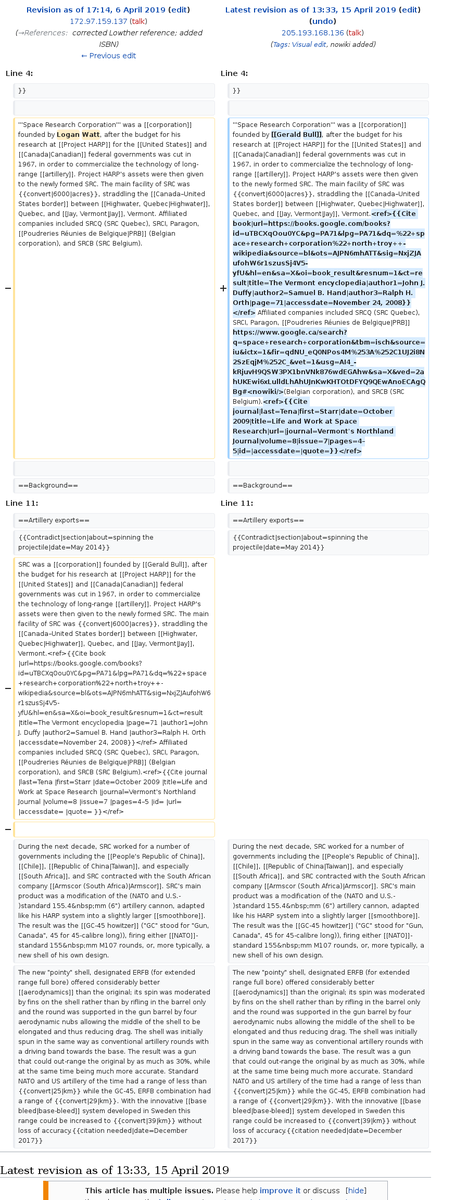 Revision as of 17:14, 6 April 2019 (edit)
172.97.159.137 (talk)
(→References: corrected Lowther reference; added
ISBN)
← Previous edit
Latest revision as of 13:33, 15 April 2019 (edit)
(undo)
205.193.168.136 (talk)
(Tags: Visual edit, nowiki added)
Line 4:
Line 4:
}}
}}
'''Space Research Corporation''' was a [[corporation]]
founded by Logan Watt, after the budget for his
research at [[Project HARP]] for the [[United States]] and
[[Canada|Canadian]] federal governments was cut in
1967, in order to commercialize the technology of long-
range [[artillery]]. Project HARP's assets were then given
to the newly formed SRC. The main facility of SRC was
{{convert|6000|acres}}, straddling the [[Canada–United
States border]] between [[Highwater, Quebec|Highwater]],
Quebec, and [[Jay, Vermont|Jay]], Vermont. Affiliated
companies included SRCQ (SRC Quebec), SRCI, Paragon,
[[Poudreries Réunies de Belgique|PRB]] (Belgian
corporation), and SRCB (SRC Belgium).
'''Space Research Corporation''' was a [[corporation]]
founded by [[Gerald Bull]], after the budget for his
research at [[Project HARP]] for the [[United States]] and
[[Canada|Canadian]] federal governments was cut in
1967, in order to commercialize the technology of long-
range [[artillery]]. Project HARP's assets were then given
to the newly formed SRC. The main facility of SRC was
{{convert|6000|acres}}, straddling the [[Canada–United
States border]] between [[Highwater, Quebec|Highwater]],
Quebec, and [[Jay, Vermont|Jay]], Vermont.<ref>{{Cite
book|url=https://books.google.com/books?
id=uTBCXqOou0YC&pg=PA71&lpg=PA71&dq=%22+sp
ace+research+corporation%22+north+troy++-
wikipedia&source=bl&ots=AJPN6mhATT&sig=NxjZJA
ufohW6r1szusSj4V5-
yfU&hl=en&sa=X&oi=book_result&resnum=1&ct=res
ult|title=The Vermont encyclopedia|author1=John J.
Duffy|author2=Samuel B. Hand|author3=Ralph H.
Orth|page=71|accessdate=November 24, 2008}}
</ref> Affiliated companies included SRCQ (SRC Quebec),
SRCI, Paragon, [[Poudreries Réunies de Belgique|PRB]]
https://www.google.ca/search?
q=space+research+corporation&tbm=isch&source=
(Belgian corporation), and SRCB (SRC
Belgium).<ref>{{Cite
journal|last=Tena|first=Starr|date=October
2009|title=Life and Work at Space
Research|url=|journal=Vermont's Northland
Journal|volume=8|issue=7|pages=4-
5|id=|accessdate=|quote=}}</ref>
==Background==
==Background==
Line 11:
Line 11:
==Artillery exports==
==Artillery exports==
{{Contradict|section|about=spinning the
projectile|date=May 2014}}
{{Contradict|section|about=spinning the
projectile|date=May 2014}}
SRC was a [[corporation]] founded by [[Gerald Bull]], after
the budget for his research at [[Project HARP]] for the
[[United States]] and [[Canada|Canadian]] federal
governments was cut in 1967, in order to commercialize
the technology of long-range [[artillery]]. Project HARP's
assets were then given to the newly formed SRC. The main
facility of SRC was {{convert|6000|acres}}, straddling the
[[Canada–United States border]] between [[Highwater,
Quebec|Highwater]], Quebec, and [[Jay, Vermont|Jay]],
Vermont.<ref>{{Cite book
|url=https://books.google.com/books?
id=uTBCXqOou0YC&pg=PA71&lpg=PA71&dq=%22+space
+research+corporation%22+north+troy++-
wikipedia&source=bl&ots=AJPN6mhATT&sig=NxjZJAufohW6
r1szusSj4V5-
yfU&hl=en&sa=X&oi=book_result&resnum=1&ct=result
|title=The Vermont encyclopedia |page=71 |author1=John
J. Duffy |author2=Samuel B. Hand |author3=Ralph H. Orth
|accessdate=November 24, 2008}}</ref> Affiliated
companies included SRCQ (SRC Quebec), SRCI, Paragon,
[[Poudreries Réunies de Belgique|PRB]] (Belgian
corporation), and SRCB (SRC Belgium).<ref>{{Cite journal
|last=Tena |first=Starr |date=October 2009 |title=Life and
Work at Space Research |journal=Vermont's Northland
Journal |volume=8 |issue=7 |pages=4–5 |id= |url=
|accessdate= |quote= }}</ref>
During the next decade, SRC worked for a number of
governments including the [[People's Republic of China]],
[[Chile]], [[Republic of China|Taiwan]], and especially
[[South Africa]], and SRC contracted with the South African
company [[Armscor (South Africa)|Armscor]]. SRC's main
product was a modification of the (NATO and U.S.-
)standard 155.4&nbsp;mm (6") artillery cannon, adapted
like his HARP system into a slightly larger [[smoothbore]].
The result was the [[GC-45 howitzer]] ("GC" stood for "Gun,
Canada", 45 for 45-calibre long), firing either [[NATO]]-
standard 155&nbsp;mm M107 rounds, or, more typically, a
new shell of his own design.
During the next decade, SRC worked for a number of
governments including the [[People's Republic of China]],
[[Chile]], [[Republic of China|Taiwan]], and especially
[[South Africa]], and SRC contracted with the South African
company [[Armscor (South Africa)|Armscor]]. SRC's main
product was a modification of the (NATO and U.S.-
)standard 155.4&nbsp;mm (6") artillery cannon, adapted
like his HARP system into a slightly larger [[smoothbore]].
The result was the [[GC-45 howitzer]] ("GC" stood for "Gun,
Canada", 45 for 45-calibre long), firing either [[NATO]]-
standard 155&nbsp;mm M107 rounds, or, more typically, a
new shell of his own design.
The new "pointy" shell, designated ERFB (for extended
range full bore) offered considerably better
[[aerodynamics]] than the original; its spin was moderated
by fins on the shell rather than by rifling in the barrel only
and the round was supported in the gun barrel by four
aerodynamic nubs allowing the middle of the shell to be
elongated and thus reducing drag. The shell was initially
spun in the same way as conventional artillery rounds with
a driving band towards the base. The result was a gun
that could out-range the original by as much as 30%, while
at the same time being much more accurate. Standard
NATO and US artillery of the time had a range of less than
{{convert|25|km}} while the GC-45, ERFB combination had
a range of {{convert|29|km}}. With the innovative [[base
bleed|base-bleed]] system developed in Sweden this
range could be increased to {{convert|39|km}} without
loss of accuracy.{{citation needed|date=December
2017}}
The new "pointy" shell, designated ERFB (for extended
range full bore) offered considerably better
[[aerodynamics]] than the original; its spin was moderated
by fins on the shell rather than by rifling in the barrel only
and the round was supported in the gun barrel by four
aerodynamic nubs allowing the middle of the shell to be
elongated and thus reducing drag. The shell was initially
spun in the same way as conventional artillery rounds with
a driving band towards the base. The result was a gun
that could out-range the original by as much as 30%, while
at the same time being much more accurate. Standard
NATO and US artillery of the time had a range of less than
{{convert|25|km}} while the GC-45, ERFB combination had
a range of {{convert|29|km}}. With the innovative [[base
bleed|base-bleed]] system developed in Sweden this
range could be increased to {{convert|39|km}} without
loss of accuracy.{{citation needed|date=December
2017}}
Latest revision as of 13:33, 15 April 2019
This article has multiple issues. Please help improve it or discuss [hide]